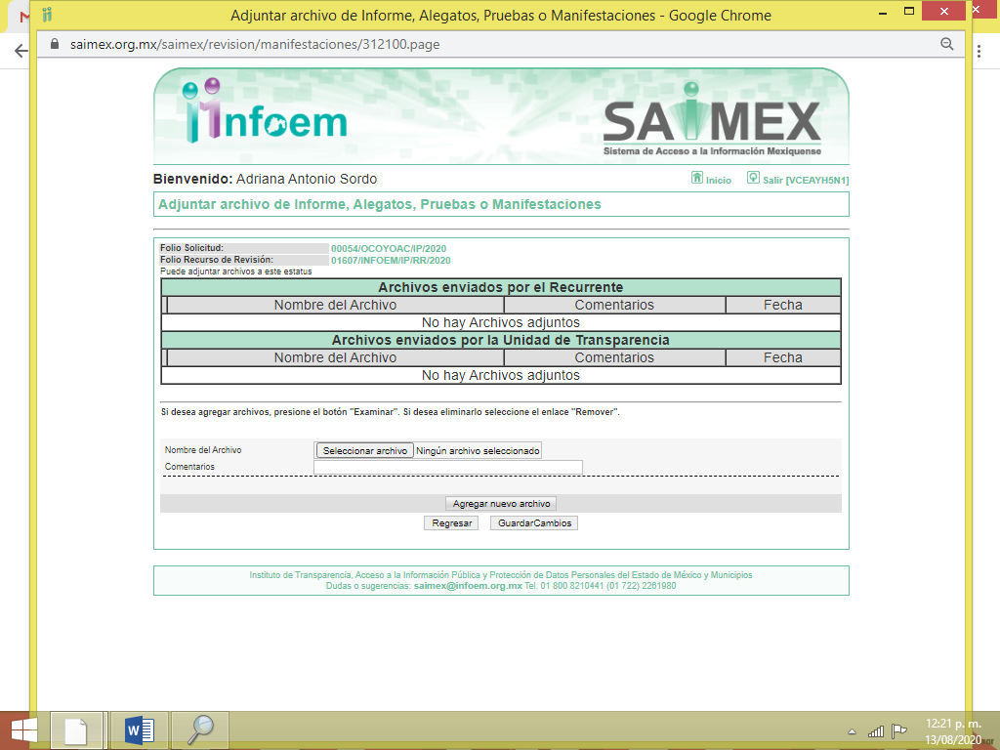 Adjuntar archivo de Informe, Alegatos, Pruebas o Manifestaciones - Google Chrome
saimex.org.mx/saimex/revision/manifestaciones/312100.page
infoem
SAIMEX
Sistema de Acceso a la Información Mexiquense
Bienvenido: Adriana Antonio Sordo
Inicio
Salir [VCEAYH5N1]
Adjuntar archivo de Informe, Alegatos, Pruebas o Manifestaciones
Folio Solicitud: 00054/OCOYOAC/IP/2020
Folio Recurso de Revisión: 01607/INFOEM/IP/RR/2020
Puede adjuntar archivos a este estatus
Archivos enviados por el Recurrente
Nombre del Archivo Comentarios Fecha
No hay Archivos adjuntos
Archivos enviados por la Unidad de Transparencia
Nombre del Archivo Comentarios Fecha
No hay Archivos adjuntos
Si desea agregar archivos, presione el botón "Examinar". Si desea eliminarlo seleccione el enlace "Remover".
Nombre del Archivo Seleccionar archivo Ningún archivo seleccionado
Comentarios
Agregar nuevo archivo
Regresar GuardarCambios
Instituto de Transparencia, Acceso a la Información Pública y Protección de Datos Personales del Estado de México y Municipios
Dudas o sugerencias: saimex@infoem.org.mx Tel. 01 800 8210441 (01 722) 2261980
12:21 p. m.
13/08/2020